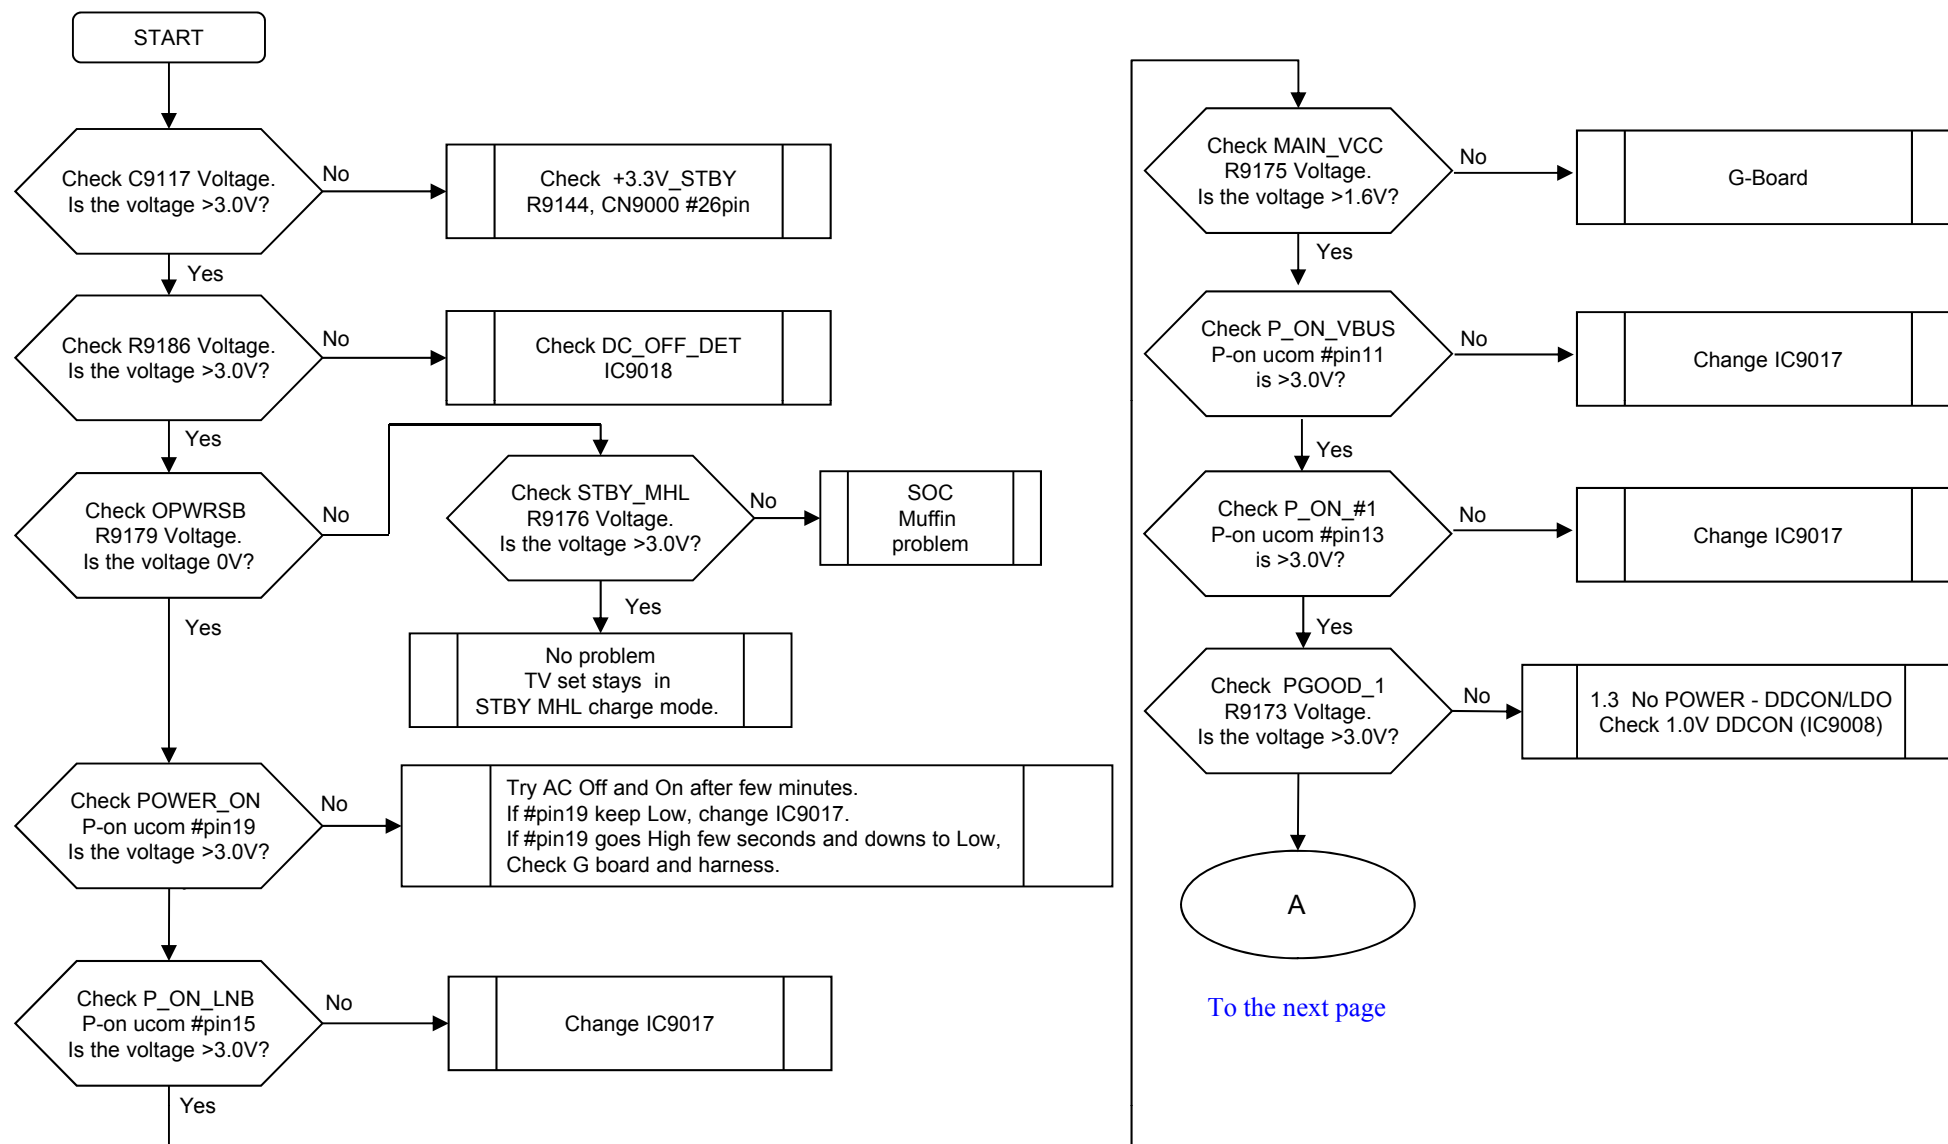 START
Check C9117 Voltage.
Is the voltage >3.0V?
No
Check +3.3V_STBY
R9144, CN9000 #26pin
Yes
Check R9186 Voltage.
Is the voltage >3.0V?
No
Check DC_OFF_DET
IC9018
Yes
Check OPWRSB
R9179 Voltage.
Is the voltage 0V?
No
Check STBY_MHL
R9176 Voltage.
Is the voltage >3.0V?
No
SOC
Muffin
problem
Yes
No problem
TV set stays in
STBY MHL charge mode.
Yes
Check POWER_ON
P-on ucom #pin19
Is the voltage >3.0V?
No
Try AC Off and On after few minutes.
If #pin19 keep Low, change IC9017.
If #pin19 goes High few seconds and downs to Low,
Check G board and harness.
Check P_ON_LNB
P-on ucom #pin15
Is the voltage >3.0V?
No
Change IC9017
Yes
Check MAIN_VCC
R9175 Voltage.
Is the voltage >1.6V?
No
G-Board
Yes
Check P_ON_VBUS
P-on ucom #pin11
is >3.0V?
No
Change IC9017
Yes
Check P_ON_#1
P-on ucom #pin13
is >3.0V?
No
Change IC9017
Yes
Check PGOOD_1
R9173 Voltage.
Is the voltage >3.0V?
No
1.3 No POWER - DDCON/LDO
Check 1.0V DDCON (IC9008)
A
To the next page